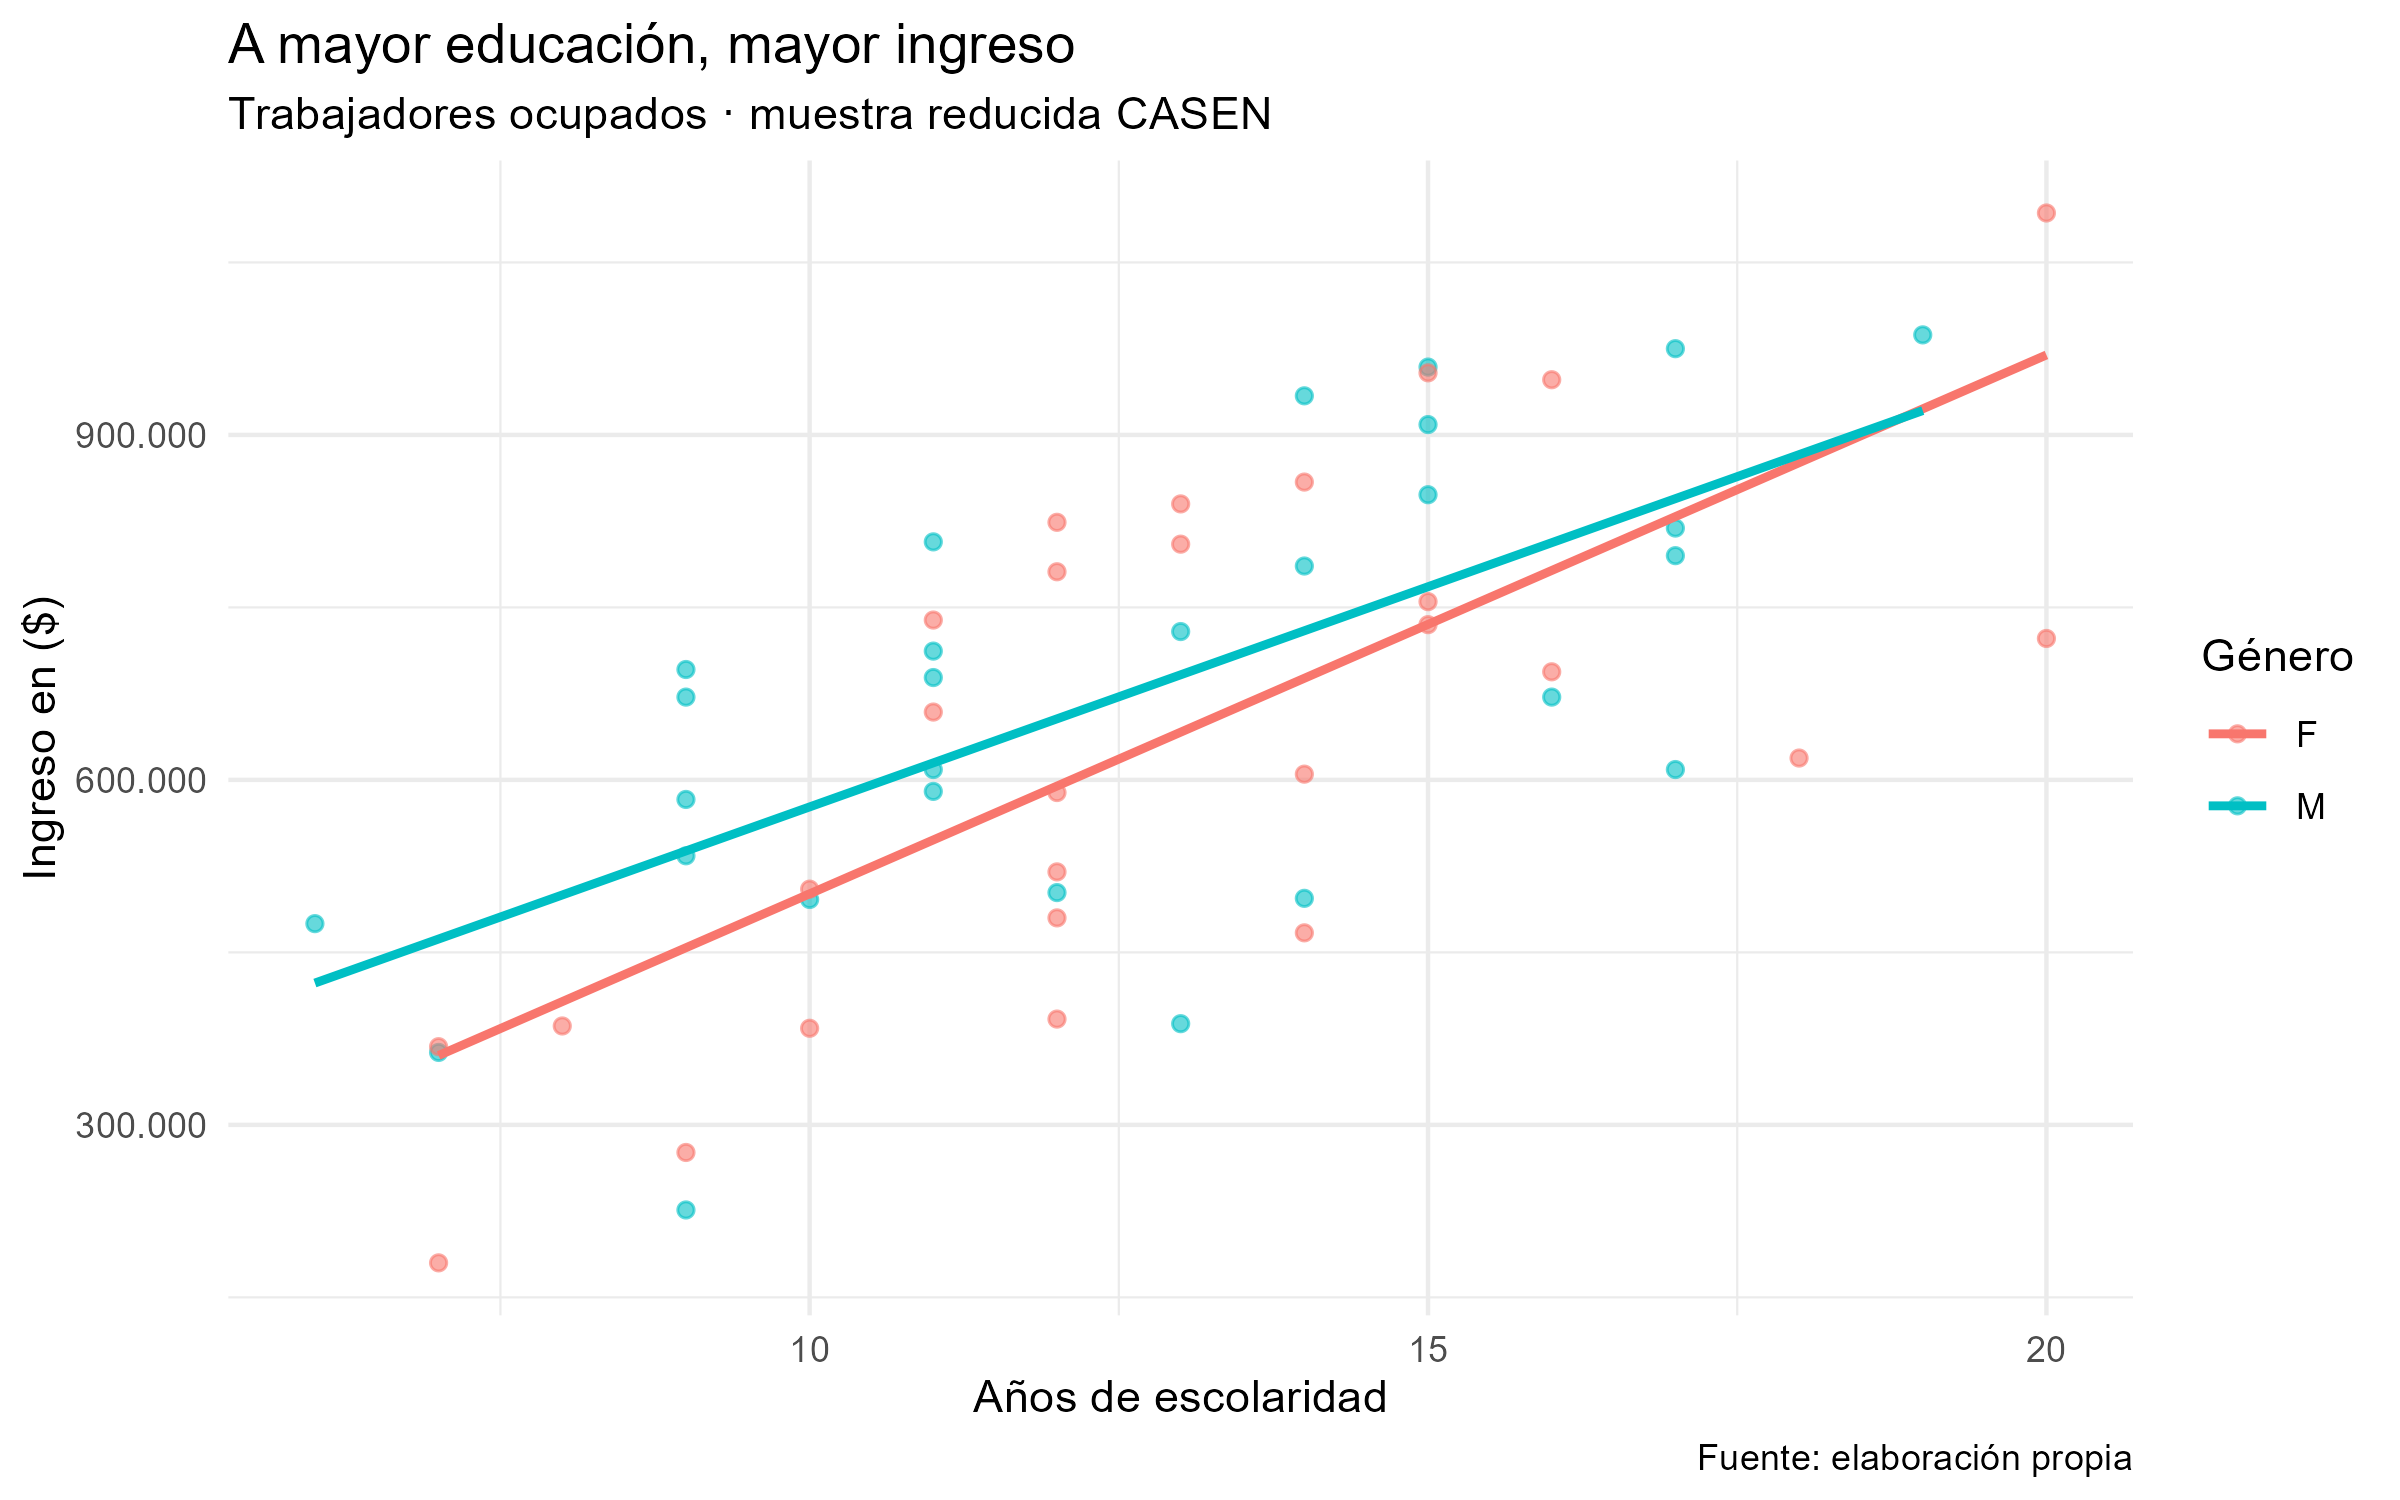 A mayor educación, mayor ingreso
Trabajadores ocupados · muestra reducida CASEN
Ingreso en ($)
900.000
600.000
300.000
10
15
20
Años de escolaridad
Género
F
M
Fuente: elaboración propia